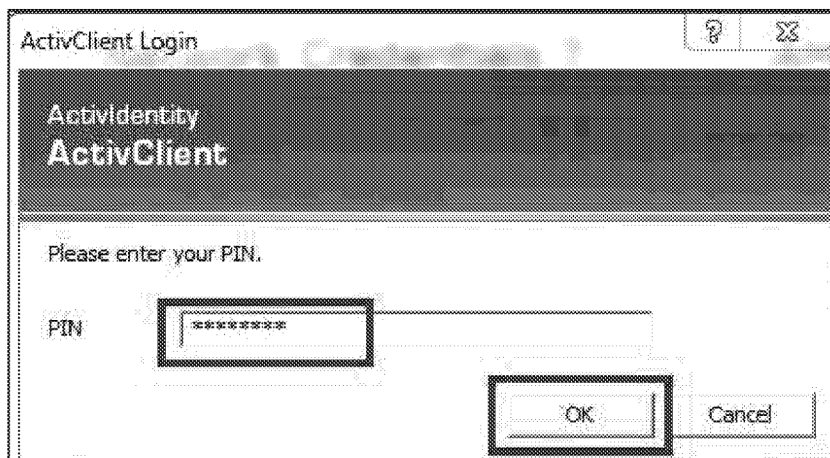 ActivClient Login
ActivIdentity
ActivClient
Please enter your PIN.
PIN ********
OK Cancel